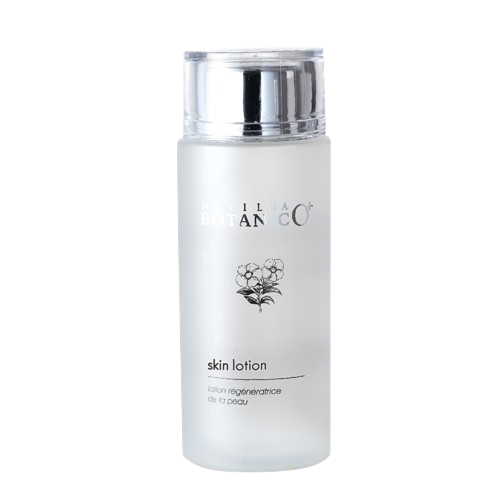 MELILEA
BOTANICO+
skin lotion
lotion régénératrice
de la peau